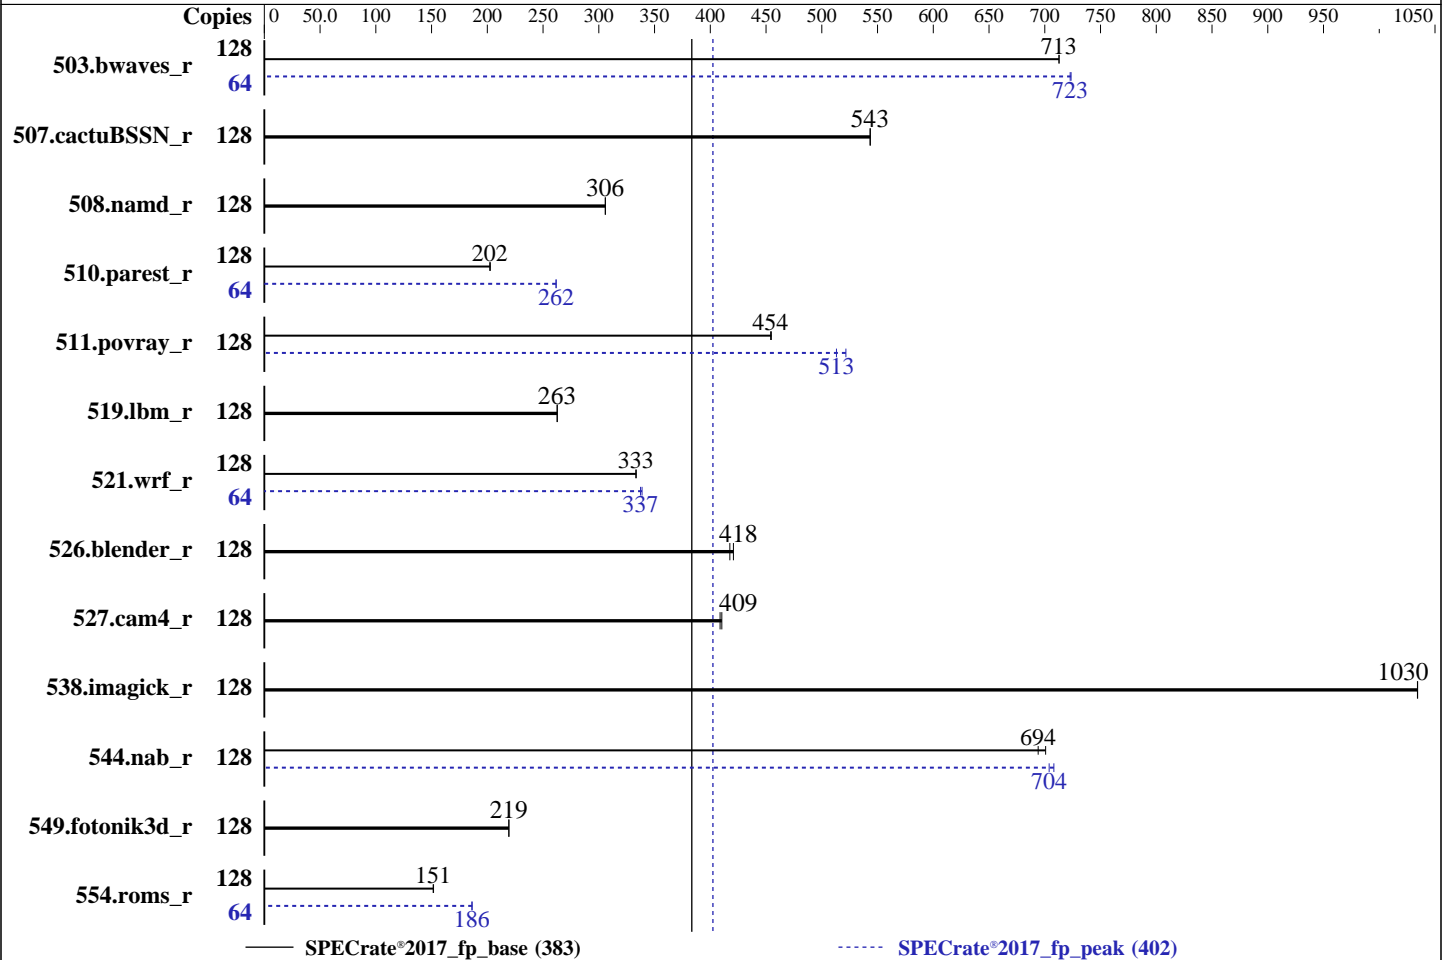 Copies 0 50.0 100 150 200 250 300 350 400 450 500 550 600 650 700 750 800 850 900 950 1050
503.bwaves_r 128 713
64 723
507.cactuBSSN_r 128 543
508.namd_r 128 306
510.parest_r 128 202
64 262
511.povray_r 128 454
513
519.lbm_r 128 263
521.wrf_r 128 333
64 337
526.blender_r 128 418
527.cam4_r 128 409
538.imagick_r 128 1030
544.nab_r 128 694
704
549.fotonik3d_r 128 219
554.roms_r 128 151
64 186
SPECrate®2017_fp_base (383) SPECrate®2017_fp_peak (402)